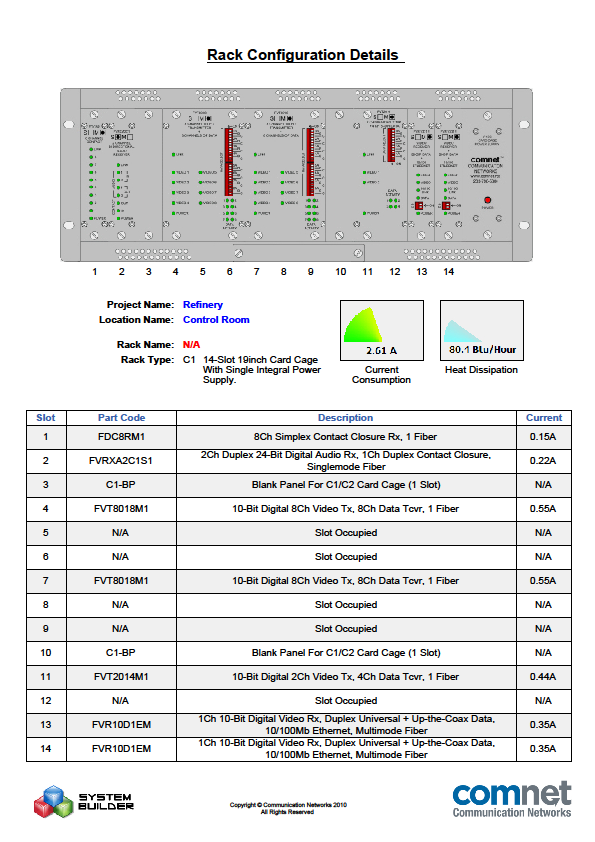 Rack Configuration Details
1 2 3 4 5 6 7 8 9 10 11 12 13 14
Project Name: Refinery
Location Name: Control Room
Rack Name: N/A
Rack Type: C1 14-Slot 19inch Card Cage
With Single Integral Power
Supply.
2.61 A
Current
Consumption
80.4 Btu/Hour
Heat Dissipation
Slot Part Code Description Current
1 FDC8RM1 8Ch Simplex Contact Closure Rx, 1 Fiber 0.15A
2 FVRXA2C1S1 2Ch Duplex 24-Bit Digital Audio Rx, 1Ch Duplex Contact Closure, 0.22A
Singlemode Fiber
3 C1-BP Blank Panel For C1/C2 Card Cage (1 Slot) N/A
4 FVT8018M1 10-Bit Digital 8Ch Video Tx, 8Ch Data Tcvr, 1 Fiber 0.55A
5 N/A Slot Occupied N/A
6 N/A Slot Occupied N/A
7 FVT8018M1 10-Bit Digital 8Ch Video Tx, 8Ch Data Tcvr, 1 Fiber 0.55A
8 N/A Slot Occupied N/A
9 N/A Slot Occupied N/A
10 C1-BP Blank Panel For C1/C2 Card Cage (1 Slot) N/A
11 FVT2014M1 10-Bit Digital 2Ch Video Tx, 4Ch Data Tcvr, 1 Fiber 0.44A
12 N/A Slot Occupied N/A
13 FVR10D1EM 1Ch 10-Bit Digital Video Rx, Duplex Universal + Up-the-Coax Data, 0.35A
10/100Mb Ethernet, Multimode Fiber
14 FVR10D1EM 1Ch 10-Bit Digital Video Rx, Duplex Universal + Up-the-Coax Data, 0.35A
10/100Mb Ethernet, Multimode Fiber
SYSTEM
BUILDER
Copyright © Communication Networks 2010
All Rights Reserved
comnet
Communication Networks